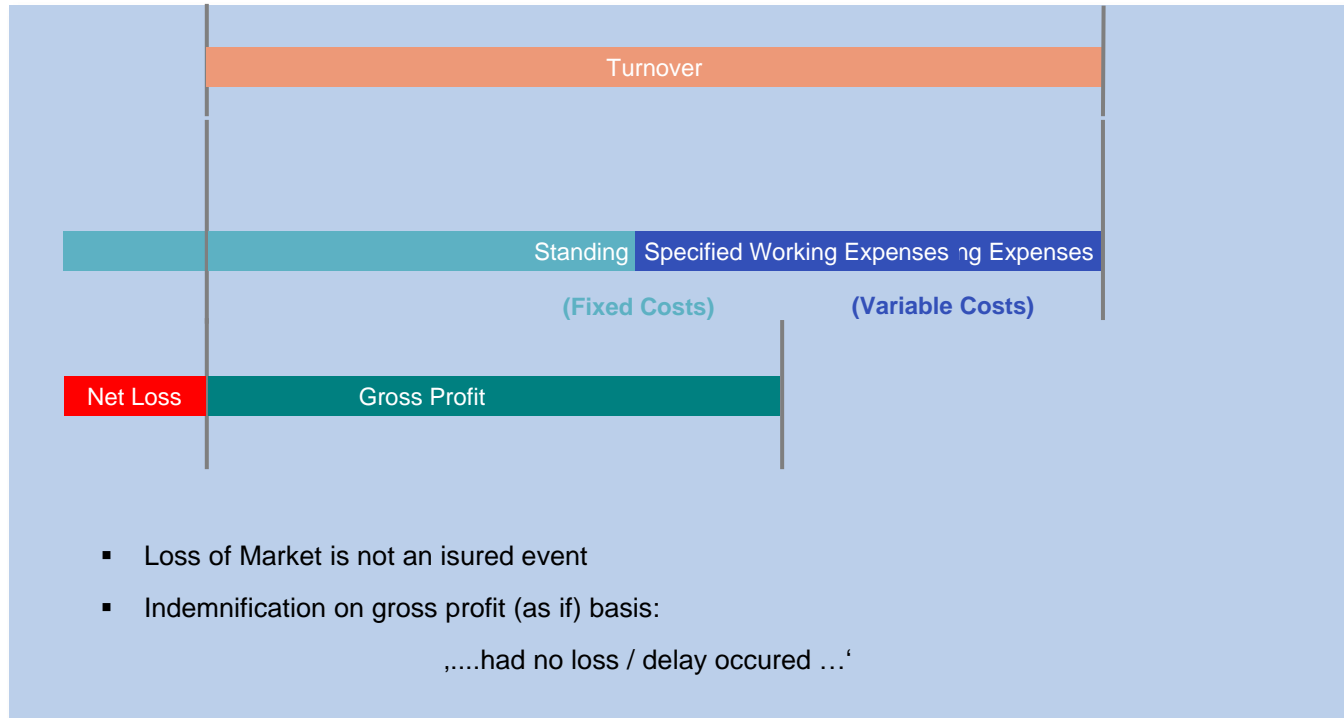 Turnover
Standing Specified Working Expenses ng Expenses
(Fixed Costs) (Variable Costs)
Net Loss Gross Profit
▪ Loss of Market is not an isured event
▪ Indemnification on gross profit (as if) basis:
‚....had no loss / delay occured …‘